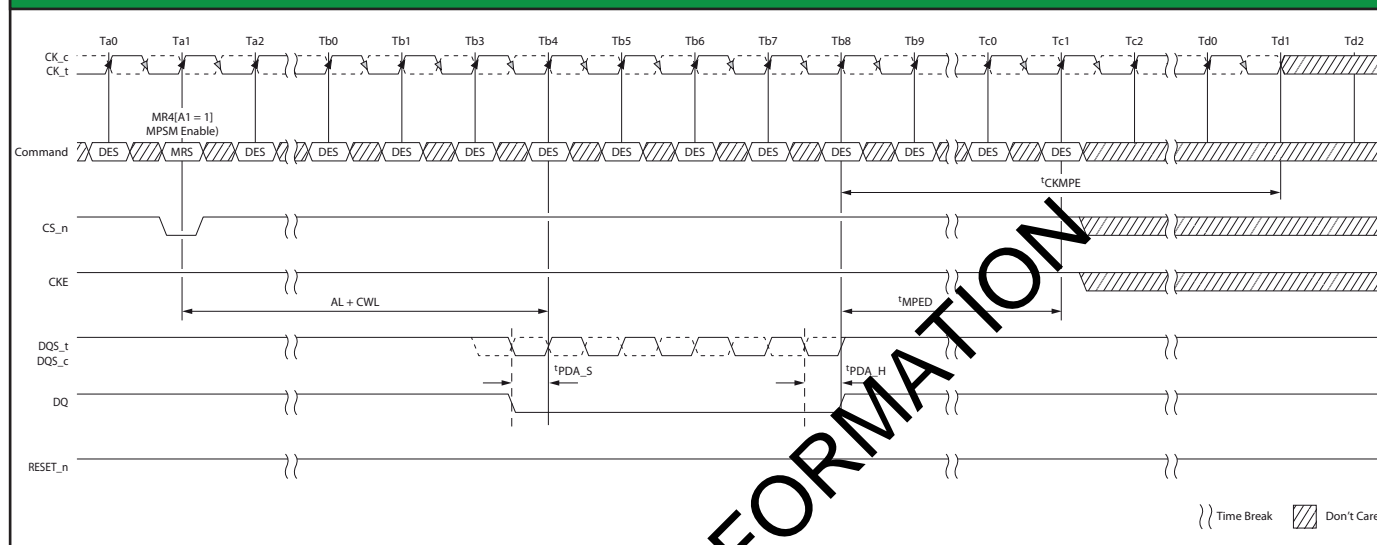 Ta0 Ta1 Ta2 Tb0 Tb1 Tb3 Tb4 Tb5 Tb6 Tb7 Tb8 Tb9 Tc0 Tc1 Tc2 Td0 Td1 Td2
CK_c
CK_t
MR4[A1 = 1]
MPSM Enable)
Command DES MRS DES DES DES DES DES DES DES DES DES DES DES DES
tCKMPE
CS_n
CKE
AL + CWL tMPED
DQS_t
DQS_c
tPDA_S tPDA_H
DQ
RESET_n
FORMATION
Time Break Don't Care